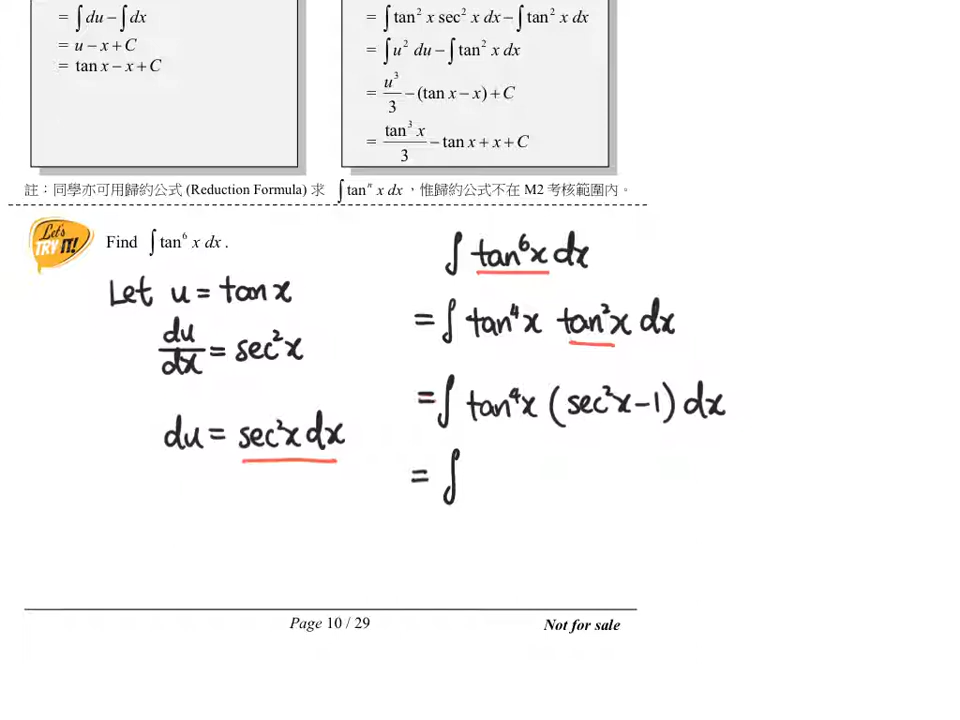 = ∫ du − ∫ dx
= u − x + C
= tan x − x + C
= ∫ tan² x sec² x dx − ∫ tan² x dx
= ∫ u² du − ∫ tan² x dx
= u³/3 − (tan x − x) + C
= tan³ x/3 − tan x + x + C
註：同學亦可用歸約公式 (Reduction Formula) 求 ∫ tanⁿ x dx，惟歸約公式不在 M2 考核範圍內。
Let's
TRY IT!
Find ∫ tan⁶ x dx .
Let u = tan x
du/dx = sec²x
du = sec²x dx
∫ tan⁶x dx
= ∫ tan⁴x tan²x dx
= ∫ tan⁴x (sec²x − 1) dx
= ∫
Page 10 / 29
Not for sale